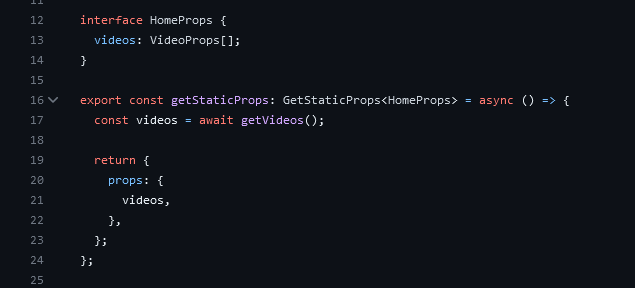 11
12 interface HomeProps {
13   videos: VideoProps[];
14 }
15
16 export const getStaticProps: GetStaticProps<HomeProps> = async () => {
17   const videos = await getVideos();
18
19   return {
20     props: {
21       videos,
22     },
23   };
24 };
25